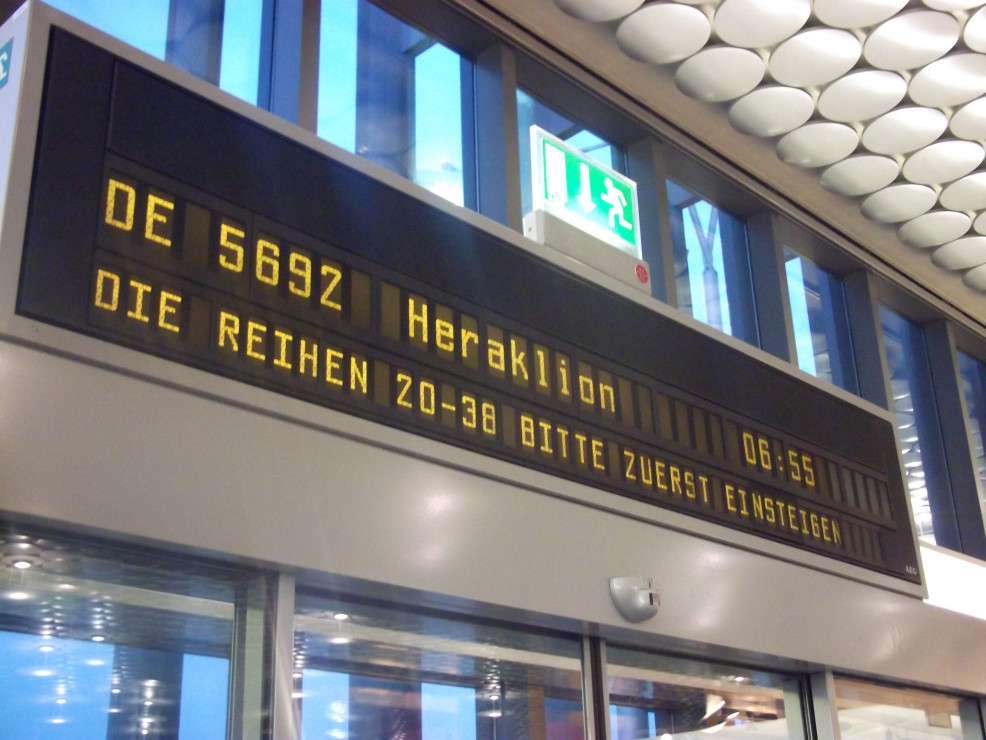 DE 5692 Heraklion 06:55
DIE REIHEN 20-38 BITTE ZUERST EINSTEIGEN